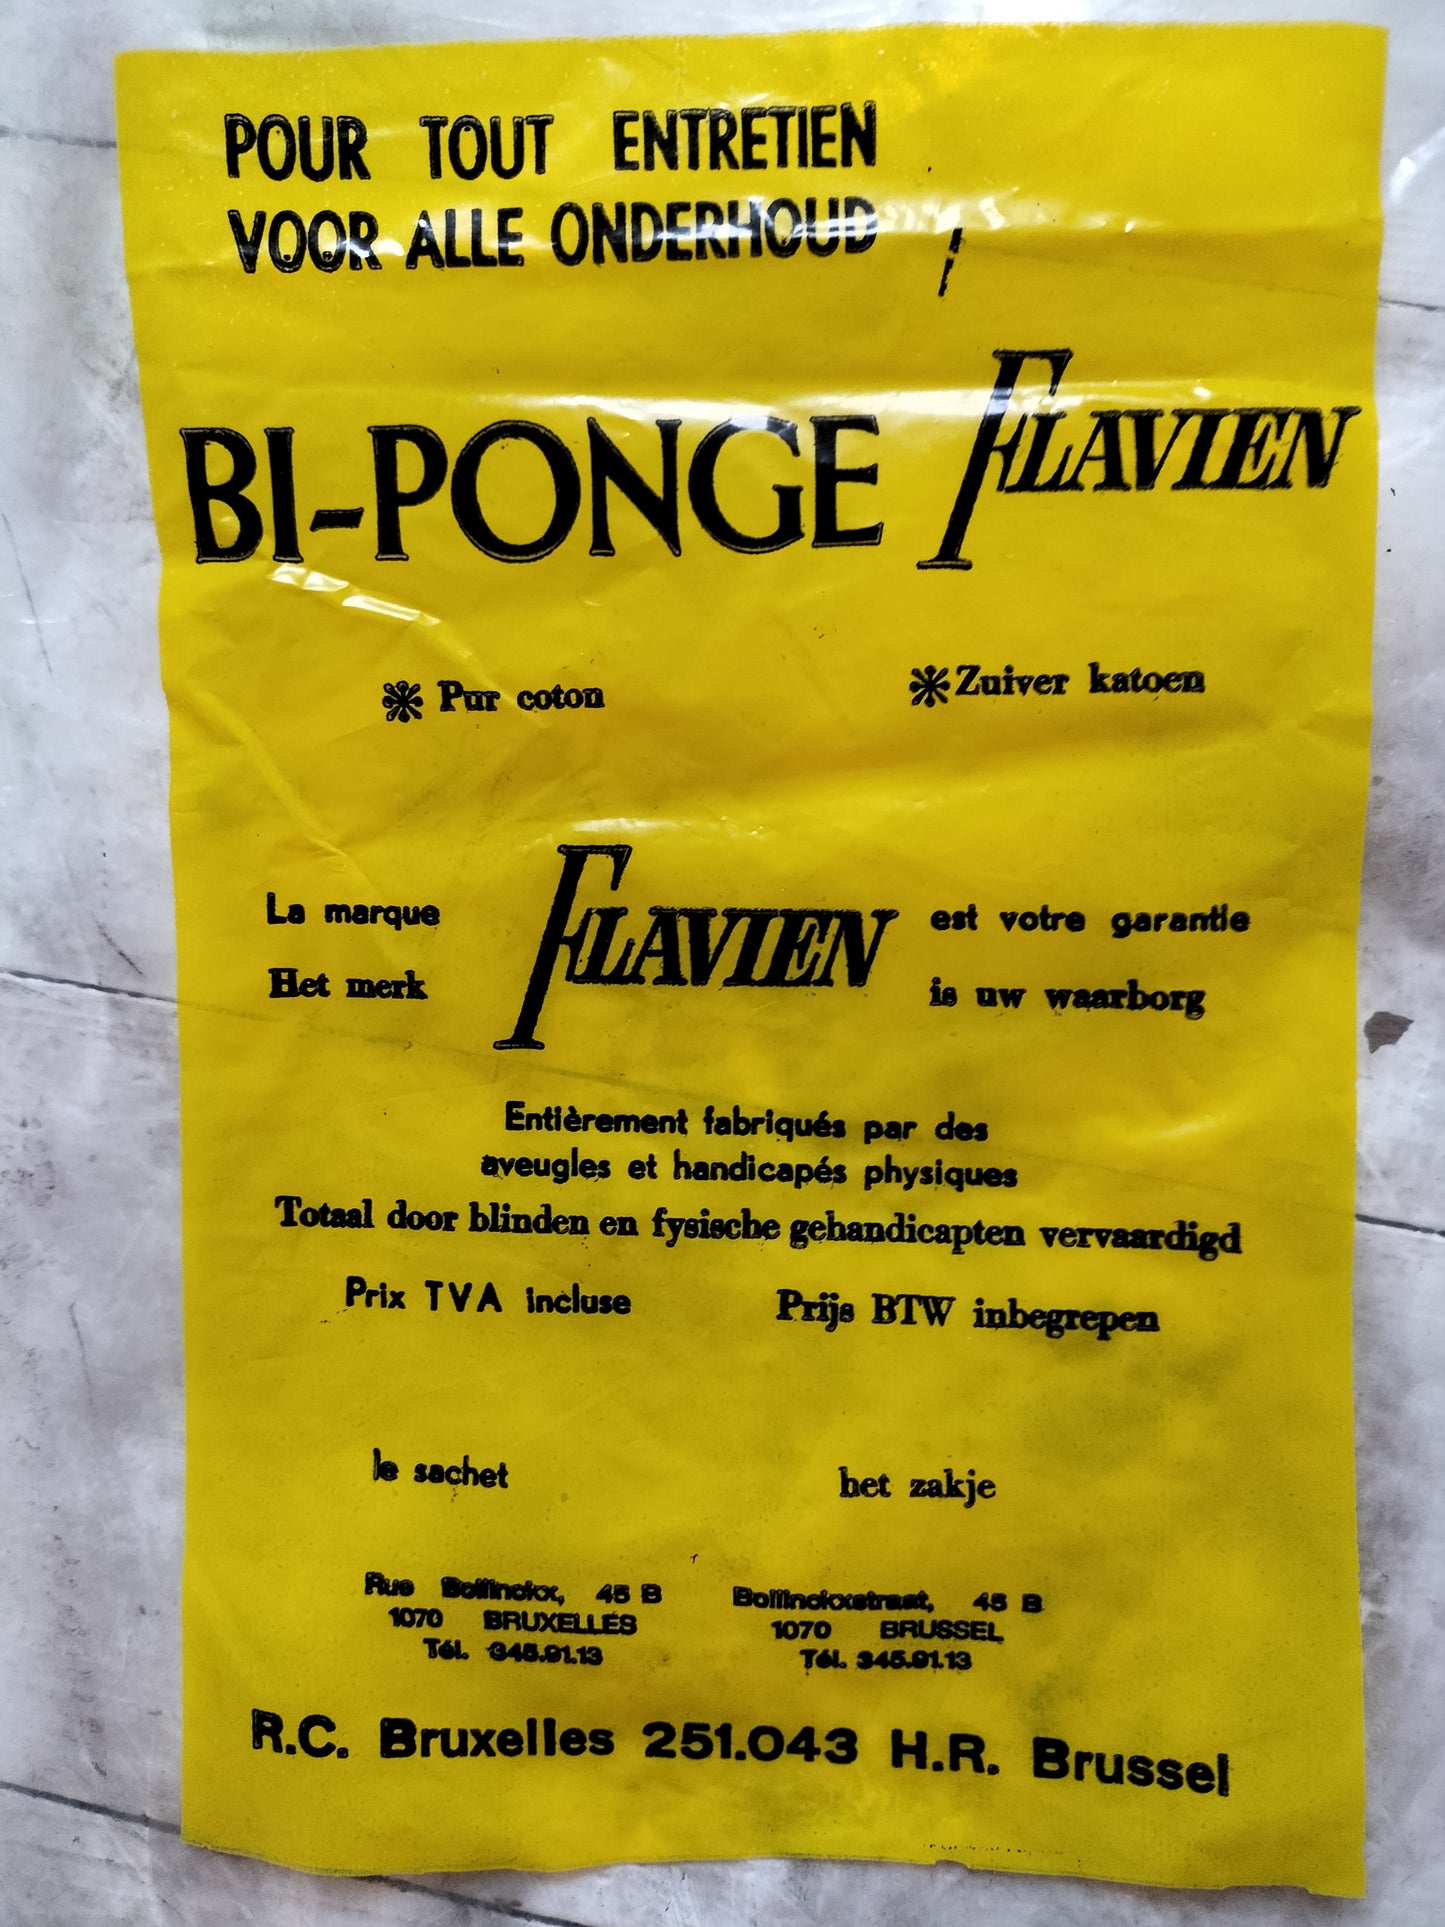 POUR TOUT ENTRETIEN
VOOR ALLE ONDERHOUD
BI-PONGE FLAVIEN
Pur coton
Zuiver katoen
La marque FLAVIEN est votre garantie
Het merk is uw waarborg
Entièrement fabriqués par des
aveugles et handicapés physiques
Totaal door blinden en fysische gehandicapten vervaardigd
Prix TVA incluse
Prijs BTW inbegrepen
le sachet
het zakje
Rue Bollinckx, 45 B
1070 BRUXELLES
Tél. 345.91.13
Bollinckxstraat, 45 B
1070 BRUSSEL
Tél. 345.91.13
R.C. Bruxelles 251.043 H.R. Brussel